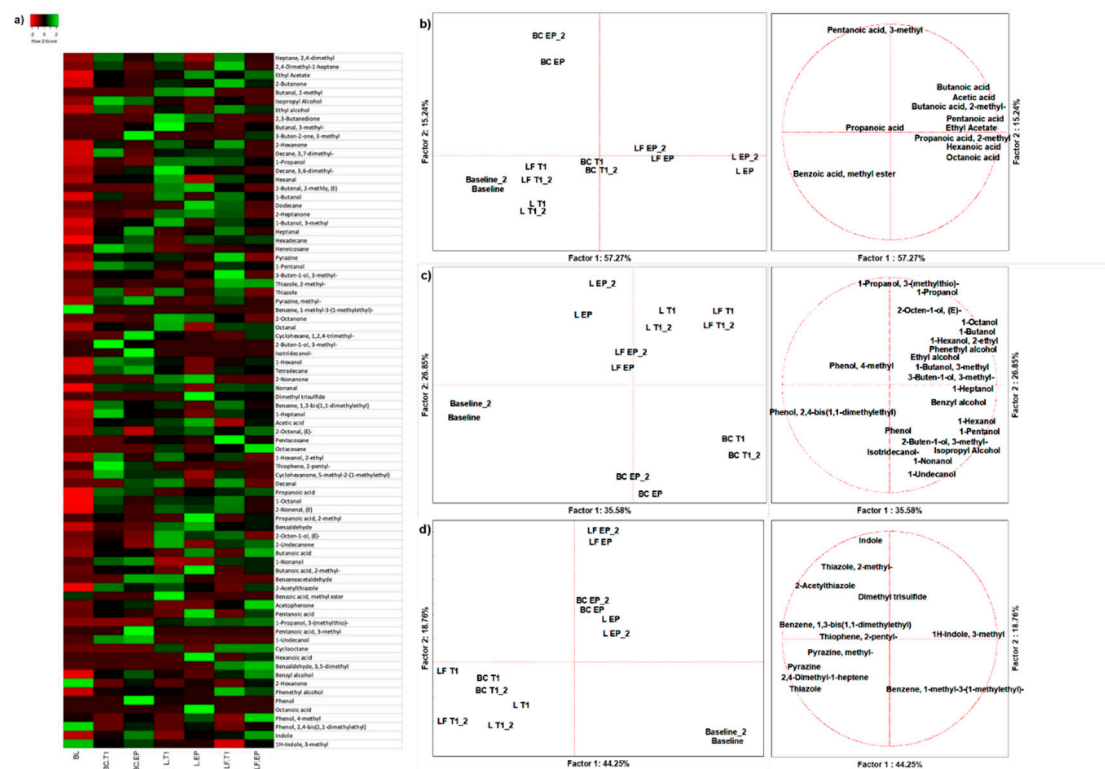 a)
Row Z-Score
Heptane, 2,4-dimethyl
2,4-Dimethyl-1-heptene
Ethyl Acetate
2-Butanone
Butanal, 2-methyl
Isopropyl Alcohol
Ethyl alcohol
2,3-Butanedione
Butanal, 3-methyl-
3-Buten-2-one, 3-methyl
2-Hexanone
Decane, 3,7-dimethyl-
1-Propanol
Decane, 3,6-dimethyl-
Hexanal
2-Butenal, 2-methly, (E)
1-Butanol
Dodecane
2-Heptanone
1-Butanol, 3-methyl
Heptanal
Hexadecane
Heneicosane
Pyrazine
1-Pentanol
3-Buten-1-ol, 3-methyl-
Thiazole, 2-methyl-
Thiazole
Pyrazine, methyl-
Benzene, 1-methyl-3-(1-methylethyl)-
2-Octanone
Octanal
Cyclohexane, 1,2,4-trimethyl-
2-Buten-1-ol, 3-methyl-
Isotridecanol-
1-Hexanol
Tetradecane
2-Nonanone
Nonanal
Dimethyl trisulfide
Benzene, 1,3-bis(1,1-dimethylethyl)
1-Heptanol
Acetic acid
2-Octenal, (E)-
Pentacosane
Octacosane
1-Hexanol, 2-ethyl
Thiophene, 2-pentyl-
Cyclohexanone, 5-methyl-2-(1-methylethyl)
Decanal
Propanoic acid
1-Octanol
2-Nonenal, (E)
Propanoic acid, 2-methyl
Benzaldehyde
2-Octen-1-ol, (E)-
2-Undecanone
Butanoic acid
1-Nonanol
Butanoic acid, 2-methyl-
Benzeneacetaldehyde
2-Acetylthiazole
Benzoic acid, methyl ester
Acetophenone
Pentanoic acid
1-Propanol, 3-(methylthio)-
Pentanoic acid, 3-methyl
1-Undecanol
Cyclooctane
Hexanoic acid
Benzaldehyde, 3,5-dimethyl
Benzyl alcohol
2-Hexanone
Phenethyl alcohol
Phenol
Octanoic acid
Phenol, 4-methyl
Phenol, 2,4-bis(1,1-dimethylethyl)
Indole
1H-Indole, 3-methyl
BL
BC.T1
BC.EP
L.T1
L.EP
LF.T1
LF.EP
b)
Factor 2: 15.24%
BC EP_2
BC EP
LF EP_2
LF EP
L EP_2
L EP
BC T1
BC T1_2
LF T1
LF T1_2
Baseline_2
Baseline
L T1
L T1_2
Factor 1: 57.27%
Factor 2 : 15.24%
Pentanoic acid, 3-methyl
Butanoic acid
Acetic acid
Butanoic acid, 2-methyl-
Pentanoic acid
Propanoic acid
Ethyl Acetate
Propanoic acid, 2-methyl
Hexanoic acid
Octanoic acid
Benzoic acid, methyl ester
Factor 1 : 57.27%
c)
Factor 2: 26.85%
L EP_2
L EP
L T1
LF T1
L T1_2
LF T1_2
LF EP_2
LF EP
Baseline_2
Baseline
BC T1
BC T1_2
BC EP_2
BC EP
Factor 1: 35.58%
Factor 2 : 26.85%
1-Propanol, 3-(methylthio)-
1-Propanol
2-Octen-1-ol, (E)-
1-Octanol
1-Butanol
1-Hexanol, 2-ethyl
Phenethyl alcohol
Ethyl alcohol
Phenol, 4-methyl
1-Butanol, 3-methyl
3-Buten-1-ol, 3-methyl-
1-Heptanol
Benzyl alcohol
Phenol, 2,4-bis(1,1-dimethylethyl)
1-Hexanol
Phenol
1-Pentanol
2-Buten-1-ol, 3-methyl-
Isotridecanol-
Isopropyl Alcohol
1-Nonanol
1-Undecanol
Factor 1 : 35.58%
d)
Factor 2: 18.76%
LF EP_2
LF EP
BC EP_2
BC EP
L EP
L EP_2
LF T1
BC T1
BC T1_2
L T1
LF T1_2
L T1_2
Baseline_2
Baseline
Factor 1: 44.25%
Factor 2 : 18.76%
Indole
Thiazole, 2-methyl-
2-Acetylthiazole
Dimethyl trisulfide
Benzene, 1,3-bis(1,1-dimethylethyl)
Thiophene, 2-pentyl-
1H-Indole, 3-methyl
Pyrazine, methyl-
Pyrazine
2,4-Dimethyl-1-heptene
Thiazole
Benzene, 1-methyl-3-(1-methylethyl)-
Factor 1 : 44.25%